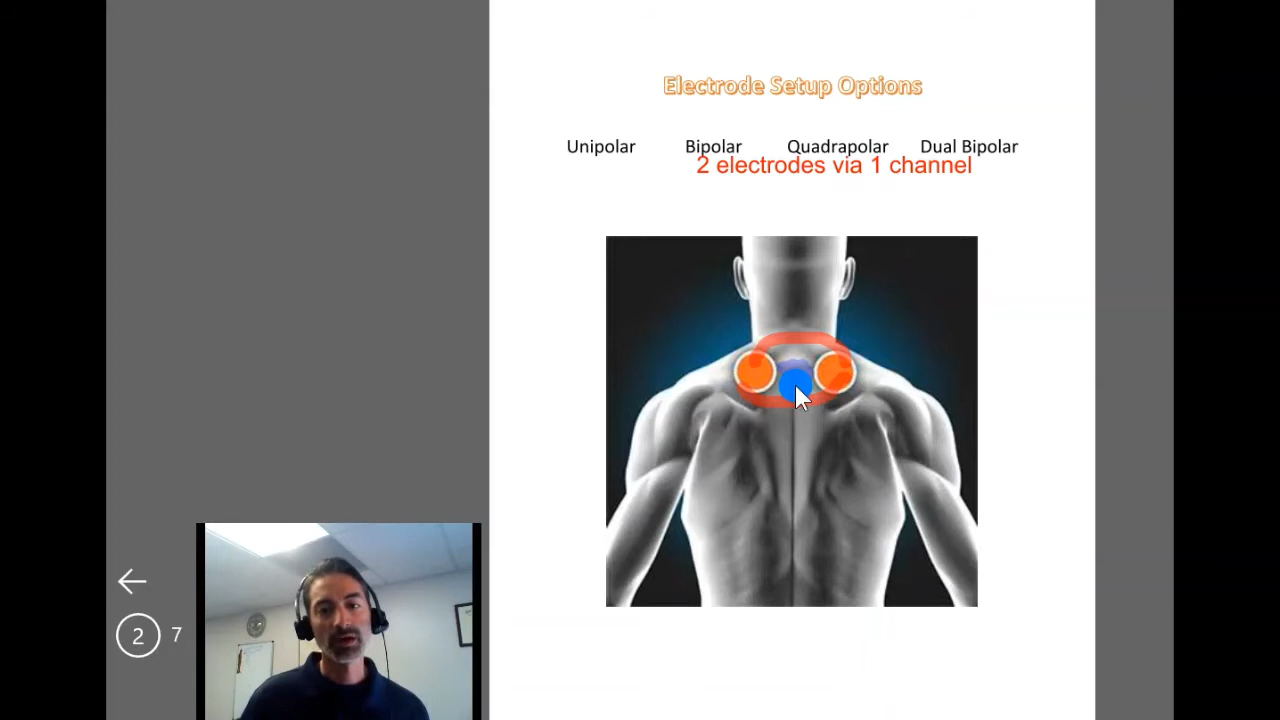 Electrode Setup Options
Unipolar Bipolar Quadrapolar Dual Bipolar
2 electrodes via 1 channel
2 7